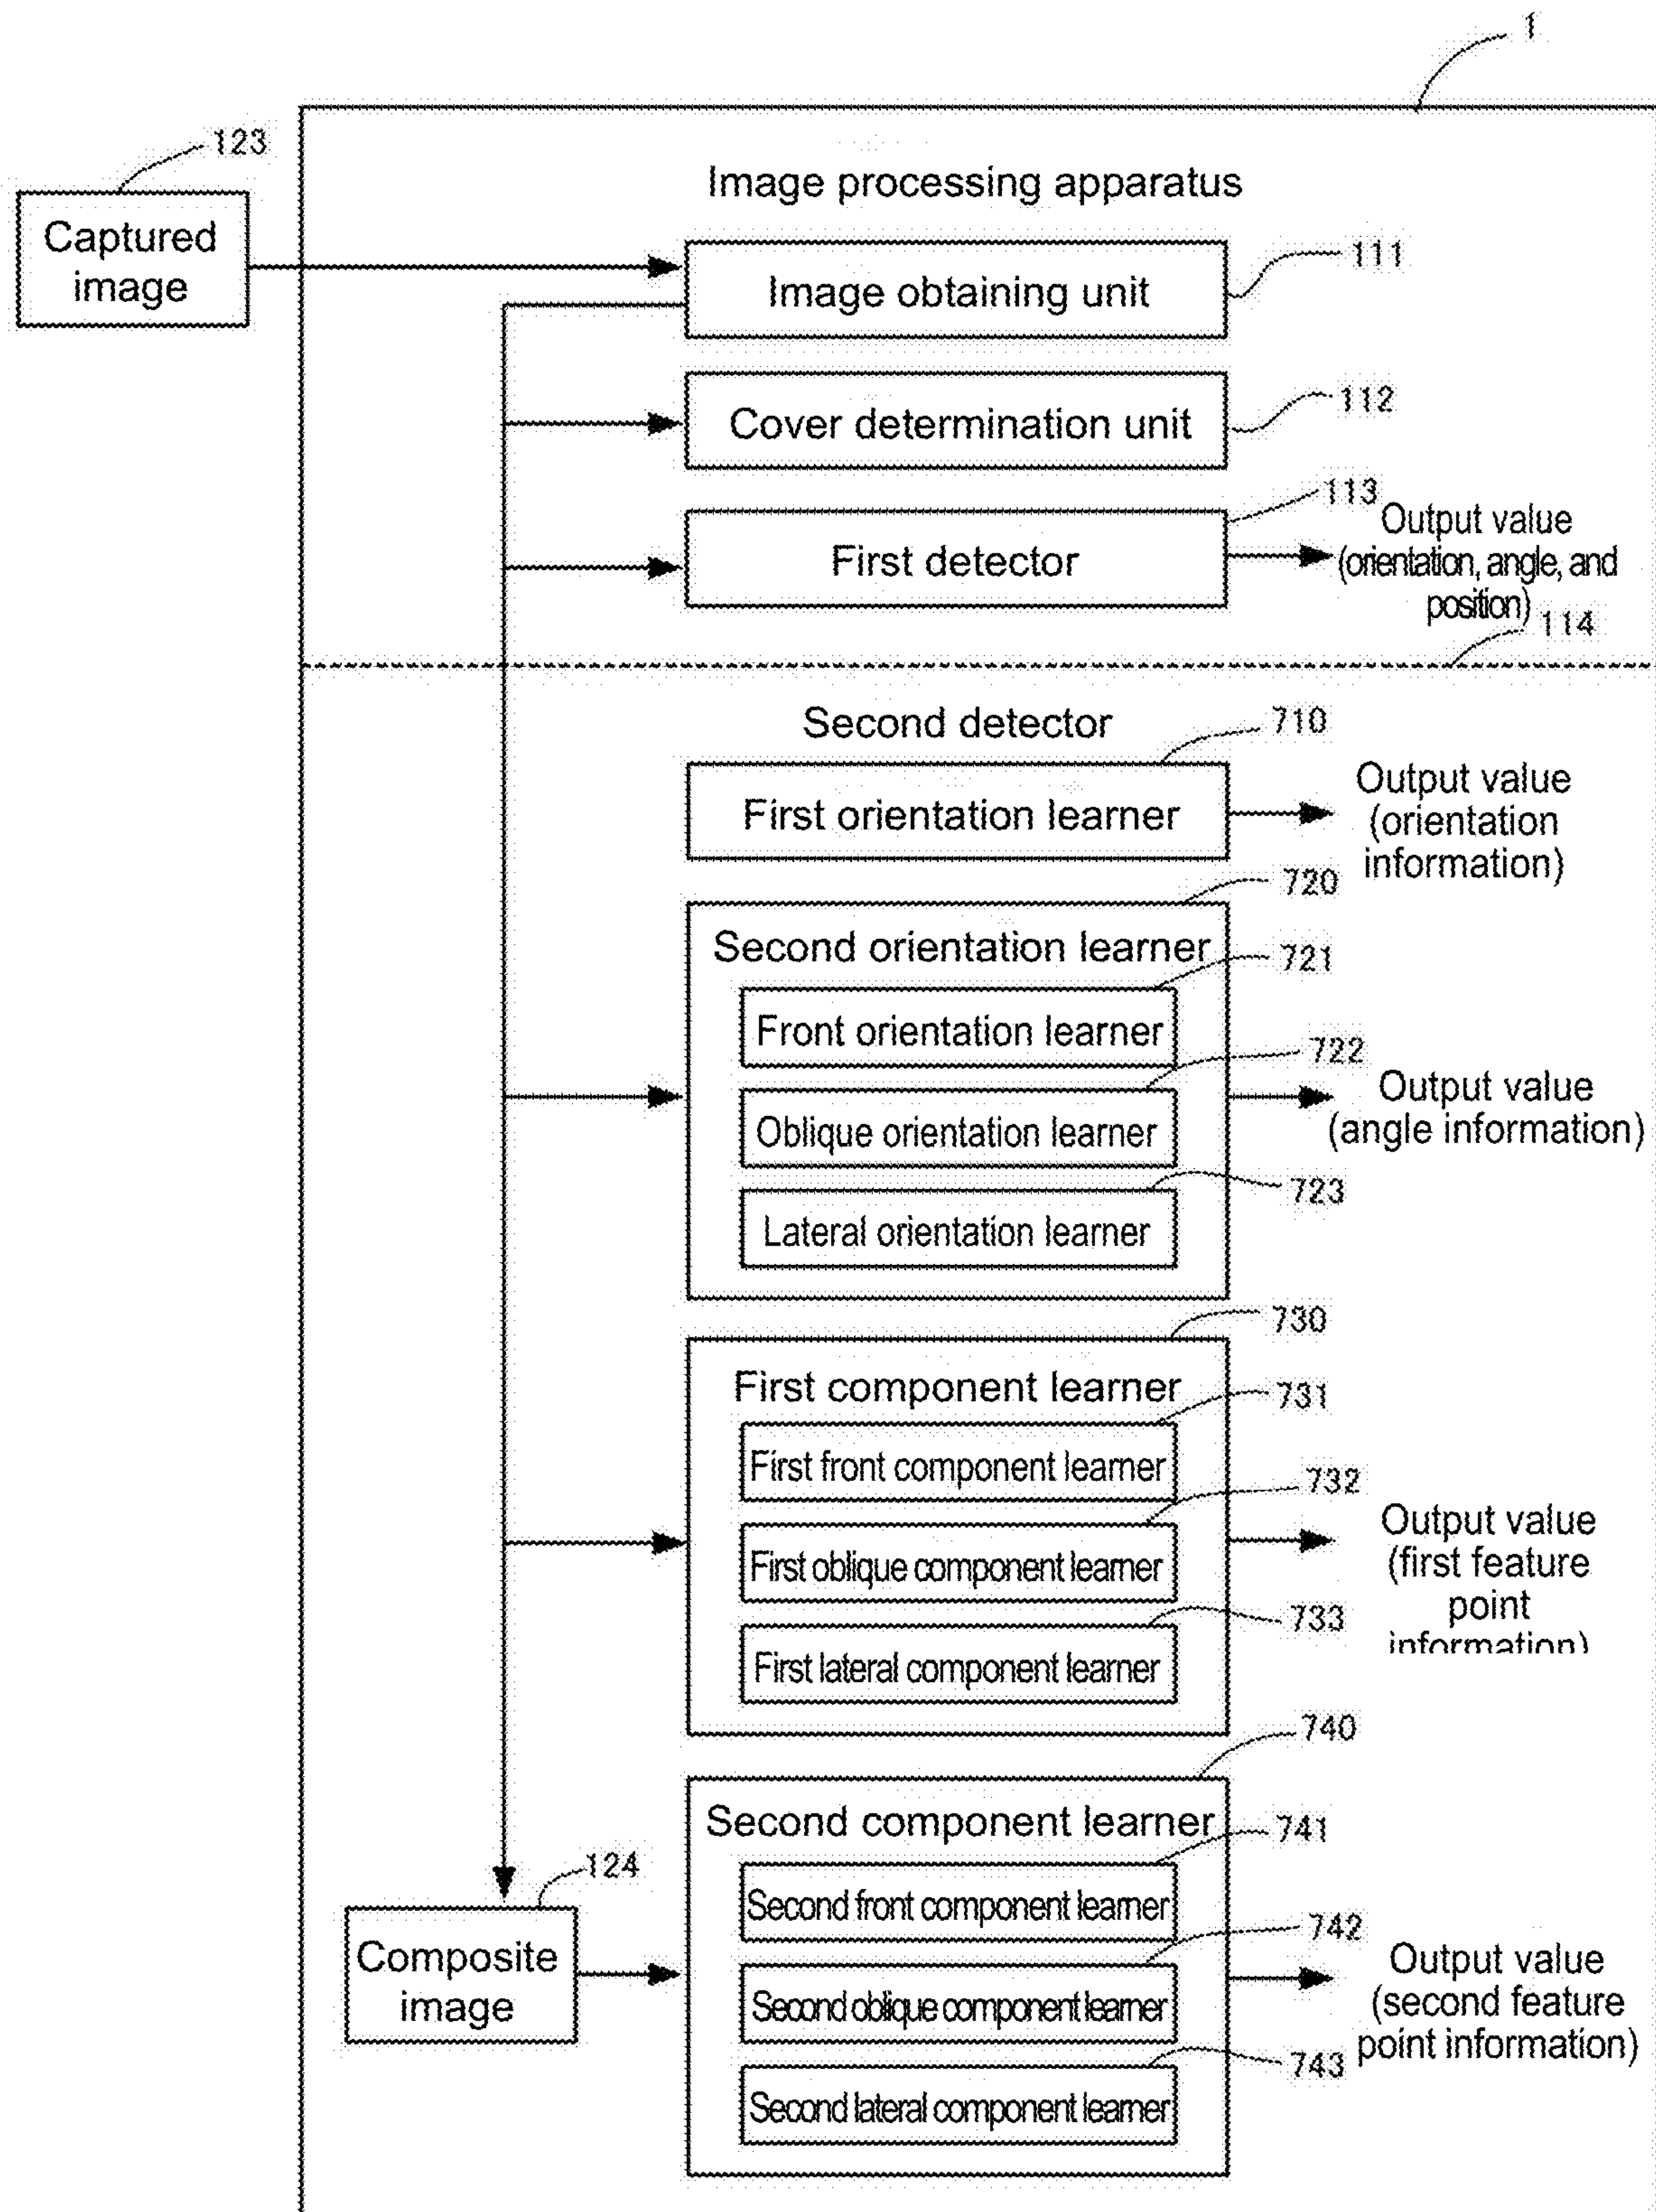 1
123
Image processing apparatus
Captured
image
111
Image obtaining unit
112
Cover determination unit
113
Output value
(orientation, angle, and
position)
First detector
114
Second detector
710
First orientation learner
Output value
(orientation
information)
720
Second orientation learner
721
Front orientation learner
722
Oblique orientation learner
Output value
(angle information)
723
Lateral orientation learner
730
First component learner
731
First front component learner
732
First oblique component learner
Output value
(first feature
point
information)
733
First lateral component learner
740
Second component learner
741
124
Second front component learner
742
Composite
image
Second oblique component learner
Output value
(second feature
point information)
743
Second lateral component learner